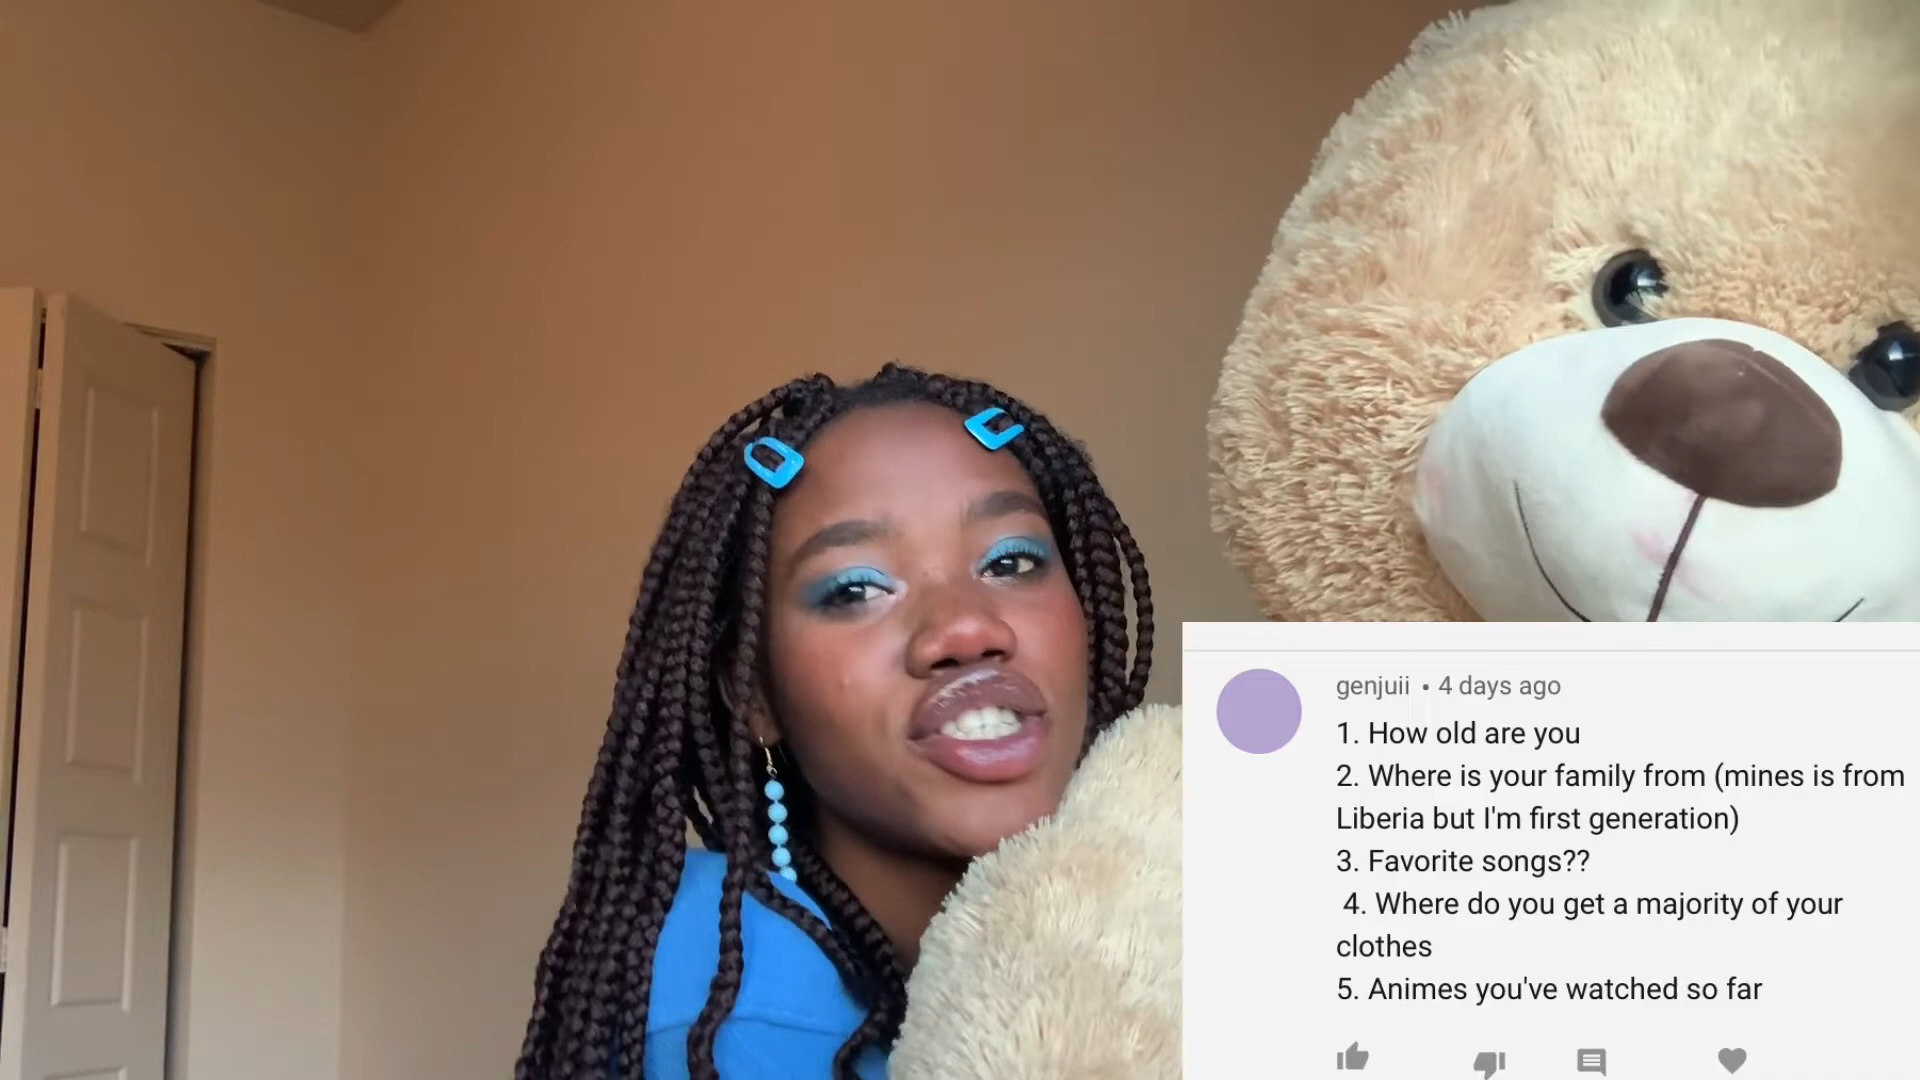 genjuii • 4 days ago
1. How old are you
2. Where is your family from (mines is from
Liberia but I'm first generation)
3. Favorite songs??
4. Where do you get a majority of your
clothes
5. Animes you've watched so far